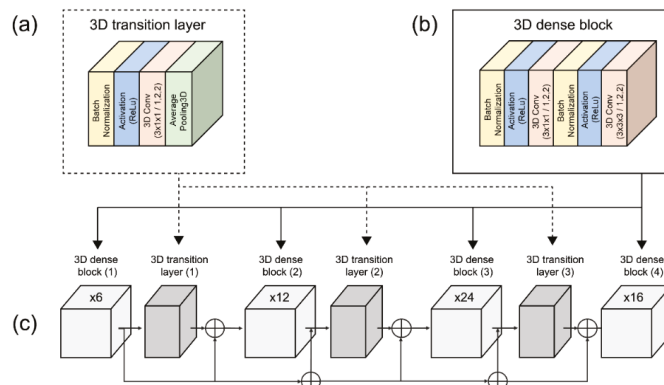 (a)
3D transition layer
Batch
Normalization
Activation
(ReLu)
3D Conv
(3x1x1 / 1,2,2)
Average
Pooling3D
(b)
3D dense block
Batch
Normalization
Activation
(ReLu)
3D Conv
(3x1x1 / 1,2,2)
Batch
Normalization
Activation
(ReLu)
3D Conv
(3x3x3 / 1,2,2)
3D dense
block (1)
3D transition
layer (1)
3D dense
block (2)
3D transition
layer (2)
3D dense
block (3)
3D transition
layer (3)
3D dense
block (4)
(c)
x6
x12
x24
x16